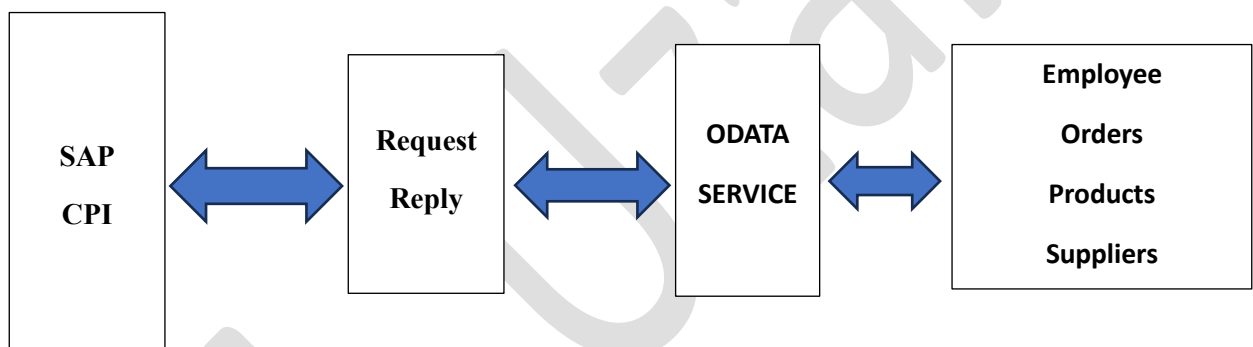 SAP
CPI
Request
Reply
ODATA
SERVICE
Employee
Orders
Products
Suppliers